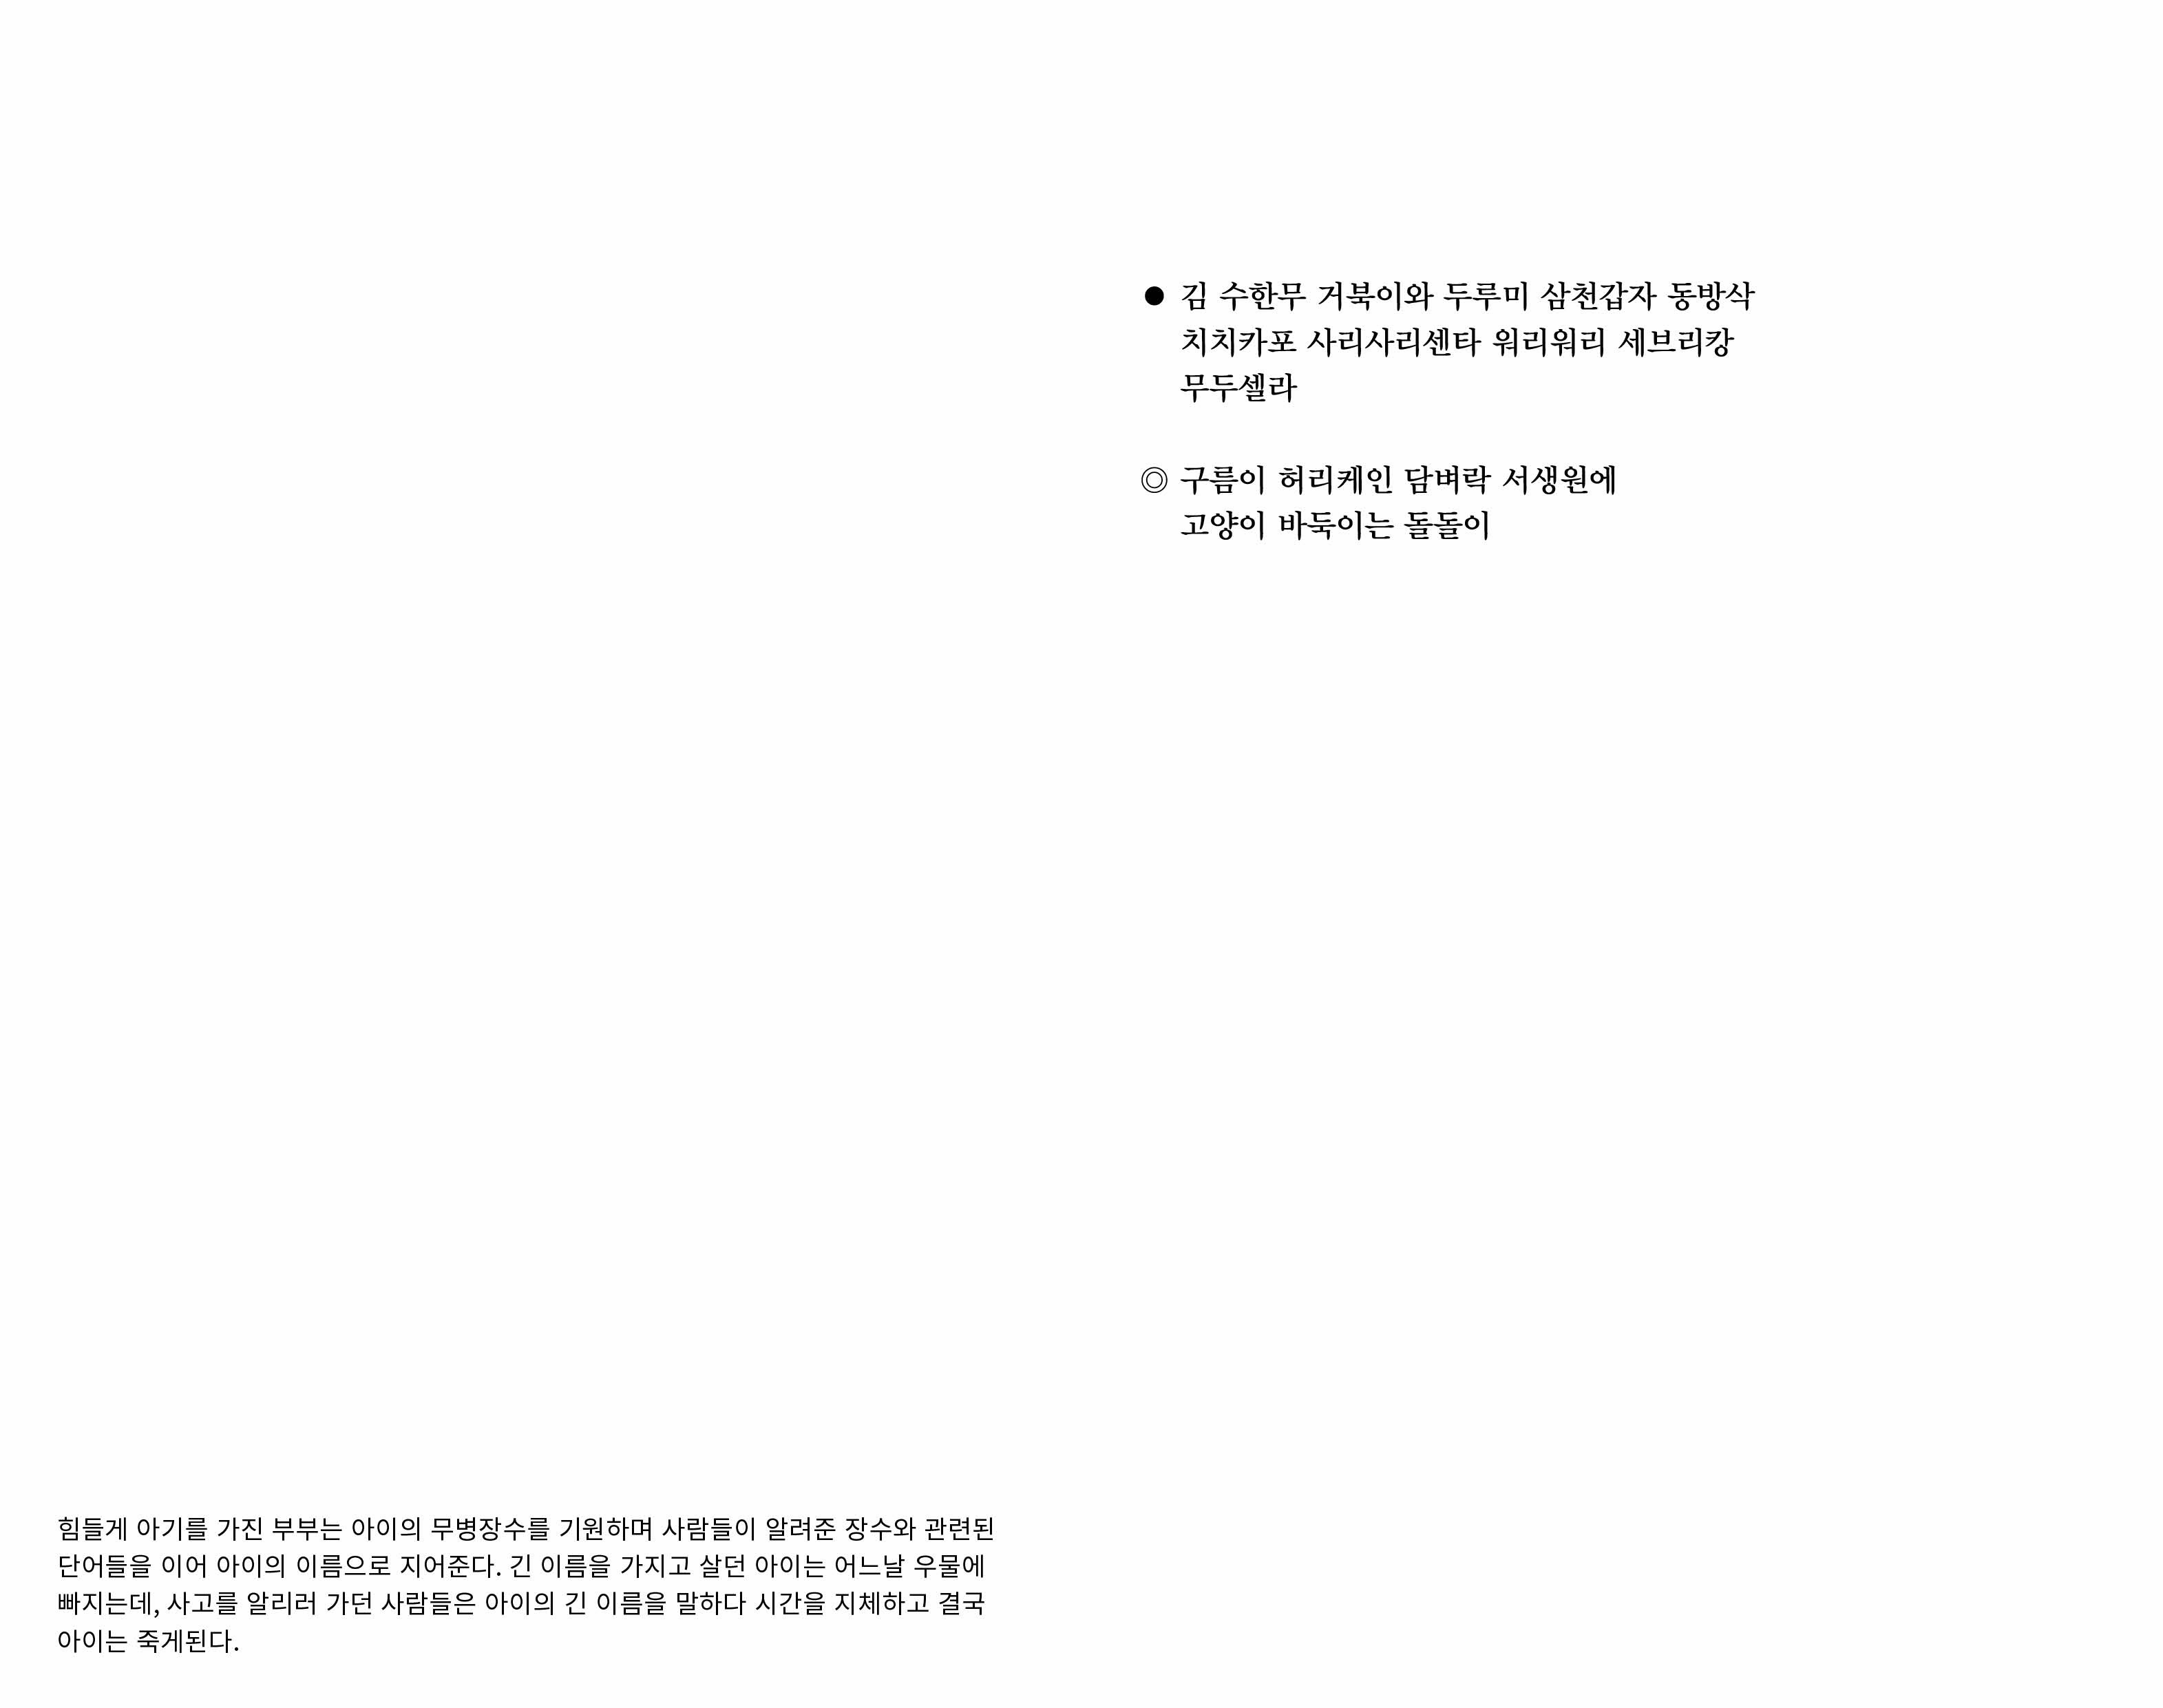 ● 김 수한무 거북이와 두루미 삼천갑자 동방삭
치치카포 사리사리센타 워리워리 세브리캉
무두셀라
◎ 구름이 허리케인 담벼락 서생원에
고양이 바둑이는 돌돌이
힘들게 아기를 가진 부부는 아이의 무병장수를 기원하며 사람들이 알려준 장수와 관련된
단어들을 이어 아이의 이름으로 지어준다. 긴 이름을 가지고 살던 아이는 어느날 우물에
빠지는데, 사고를 알리러 가던 사람들은 아이의 긴 이름을 말하다 시간을 지체하고 결국
아이는 죽게된다.